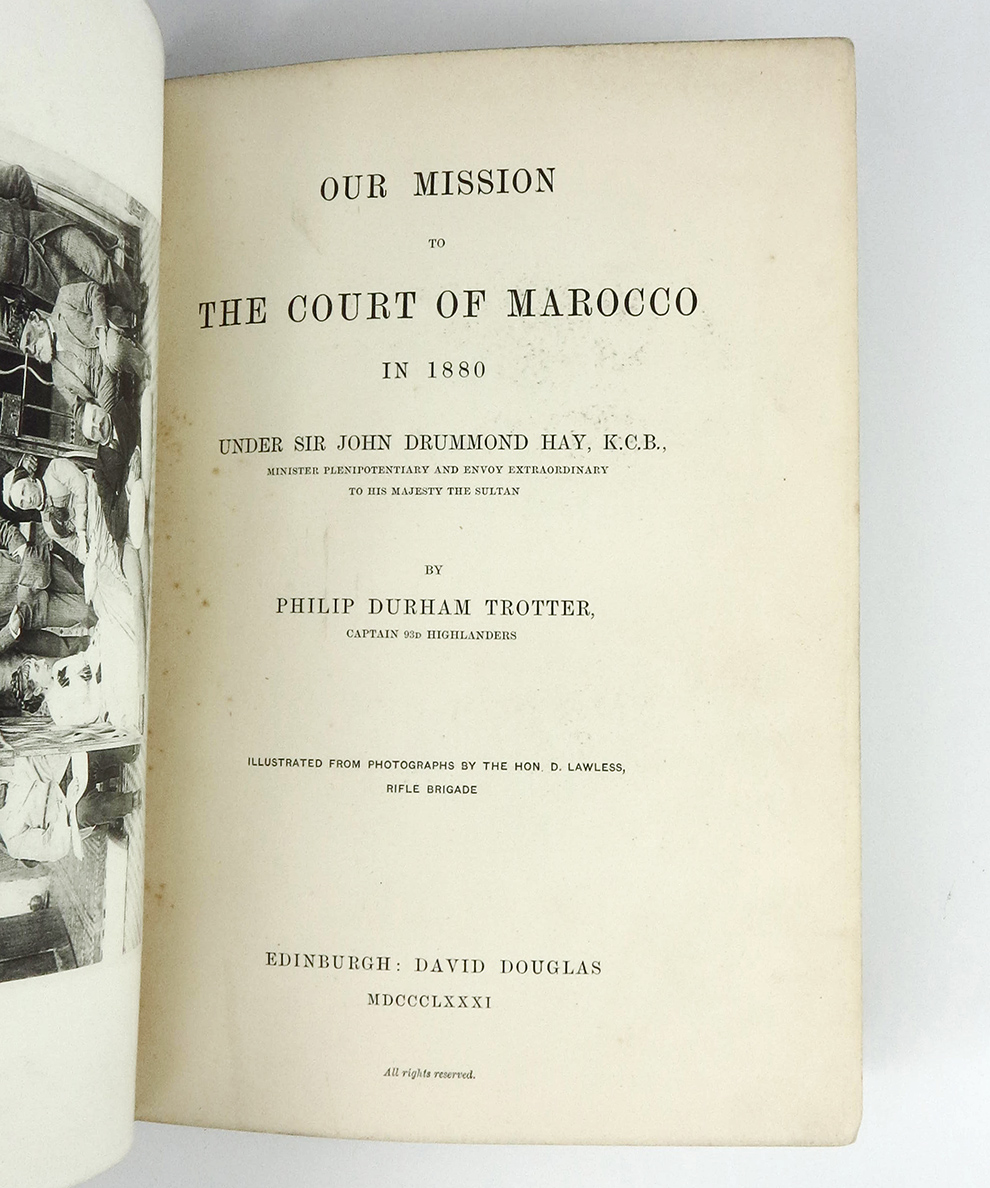 OUR MISSION
TO
THE COURT OF MAROCCO
IN 1880
UNDER SIR JOHN DRUMMOND HAY, K.C.B.,
MINISTER PLENIPOTENTIARY AND ENVOY EXTRAORDINARY
TO HIS MAJESTY THE SULTAN
BY
PHILIP DURHAM TROTTER,
CAPTAIN 93D HIGHLANDERS
ILLUSTRATED FROM PHOTOGRAPHS BY THE HON. D. LAWLESS,
RIFLE BRIGADE
EDINBURGH: DAVID DOUGLAS
MDCCCLXXXI
All rights reserved.